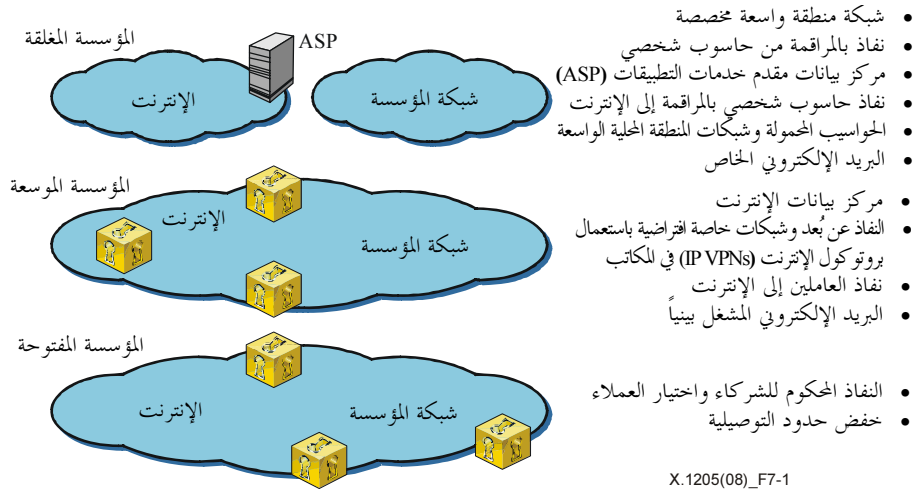 • شبكة منطقة واسعة مخصصة
• نفاذ بالمراقمة من حاسوب شخصي
• مركز بيانات مقدم خدمات التطبيقات (ASP)
• نفاذ حاسوب شخصي بالمراقمة إلى الإنترنت
• الحواسيب المحمولة وشبكات المنطقة المحلية الواسعة
• البريد الإلكتروني الخاص
المؤسسة المغلقة
ASP
شبكة المؤسسة
الإنترنت
• مركز بيانات الإنترنت
• النفاذ عن بُعد وشبكات خاصة افتراضية باستعمال
بروتوكول الإنترنت (IP VPNs) في المكاتب
• نفاذ العاملين إلى الإنترنت
• البريد الإلكتروني المشغل بينياً
المؤسسة الموسعة
الإنترنت
شبكة المؤسسة
• النفاذ المحكوم للشركاء واختيار العملاء
• خفض حدود التوصيلية
المؤسسة المفتوحة
شبكة المؤسسة
الإنترنت
X.1205(08)_F7-1